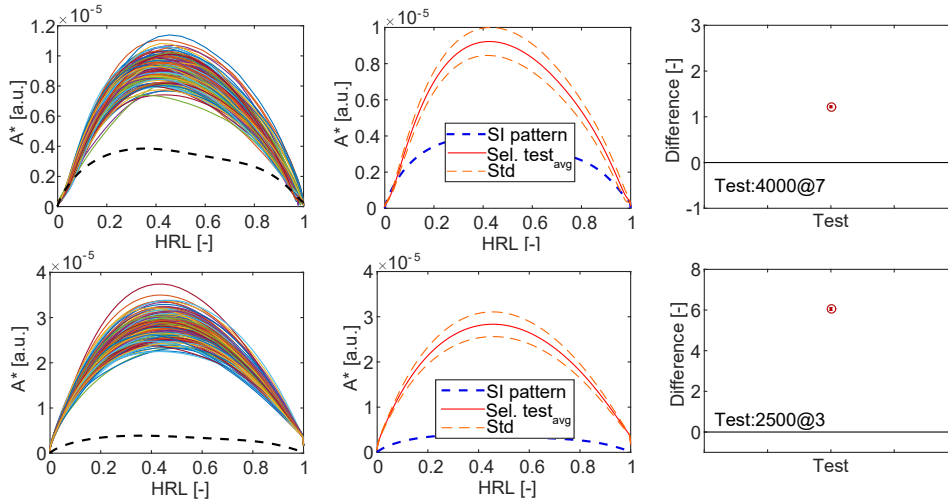 ×10⁻⁵
1.2
1
0.8
0.6
0.4
0.2
0
A* [a.u.]
0 0.2 0.4 0.6 0.8 1
HRL [-]
×10⁻⁵
1
0.8
0.6
0.4
0.2
0
A* [a.u.]
SI pattern
Sel. test avg
Std
0 0.2 0.4 0.6 0.8 1
HRL [-]
3
2
1
0
-1
Difference [-]
Test:4000@7
Test
×10⁻⁵
4
3
2
1
0
A* [a.u.]
0 0.2 0.4 0.6 0.8 1
HRL [-]
×10⁻⁵
4
3
2
1
0
A* [a.u.]
SI pattern
Sel. test avg
Std
0 0.2 0.4 0.6 0.8 1
HRL [-]
8
6
4
2
0
Difference [-]
Test:2500@3
Test